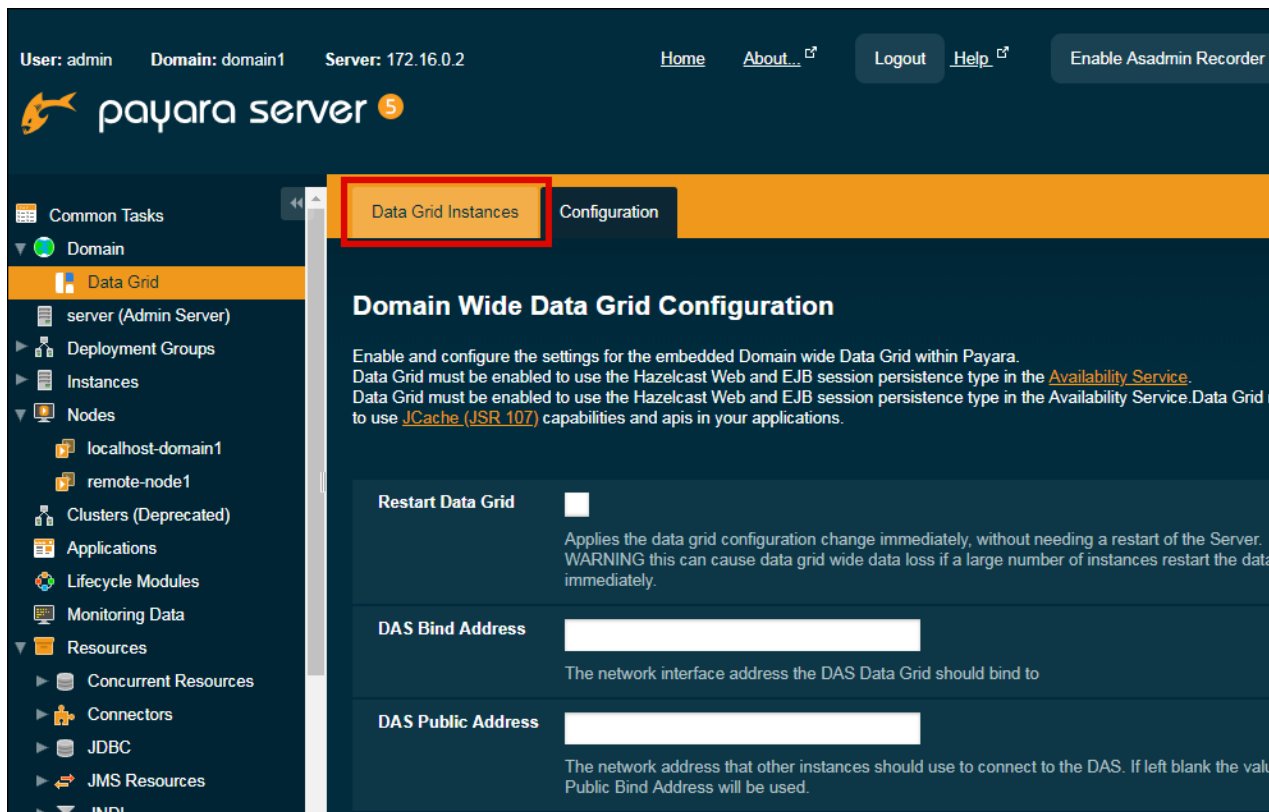 User: admin Domain: domain1 Server: 172.16.0.2 Home About... Logout Help Enable Asadmin Recorder
payara server 5
Data Grid Instances Configuration
Common Tasks
Domain
Data Grid
server (Admin Server)
Deployment Groups
Instances
Nodes
localhost-domain1
remote-node1
Clusters (Deprecated)
Applications
Lifecycle Modules
Monitoring Data
Resources
Concurrent Resources
Connectors
JDBC
JMS Resources
JNDI
Domain Wide Data Grid Configuration
Enable and configure the settings for the embedded Domain wide Data Grid within Payara.
Data Grid must be enabled to use the Hazelcast Web and EJB session persistence type in the Availability Service.
Data Grid must be enabled to use the Hazelcast Web and EJB session persistence type in the Availability Service.Data Grid
to use JCache (JSR 107) capabilities and apis in your applications.
Restart Data Grid
Applies the data grid configuration change immediately, without needing a restart of the Server.
WARNING this can cause data grid wide data loss if a large number of instances restart the data
immediately.
DAS Bind Address
The network interface address the DAS Data Grid should bind to
DAS Public Address
The network address that other instances should use to connect to the DAS. If left blank the
Public Bind Address will be used.